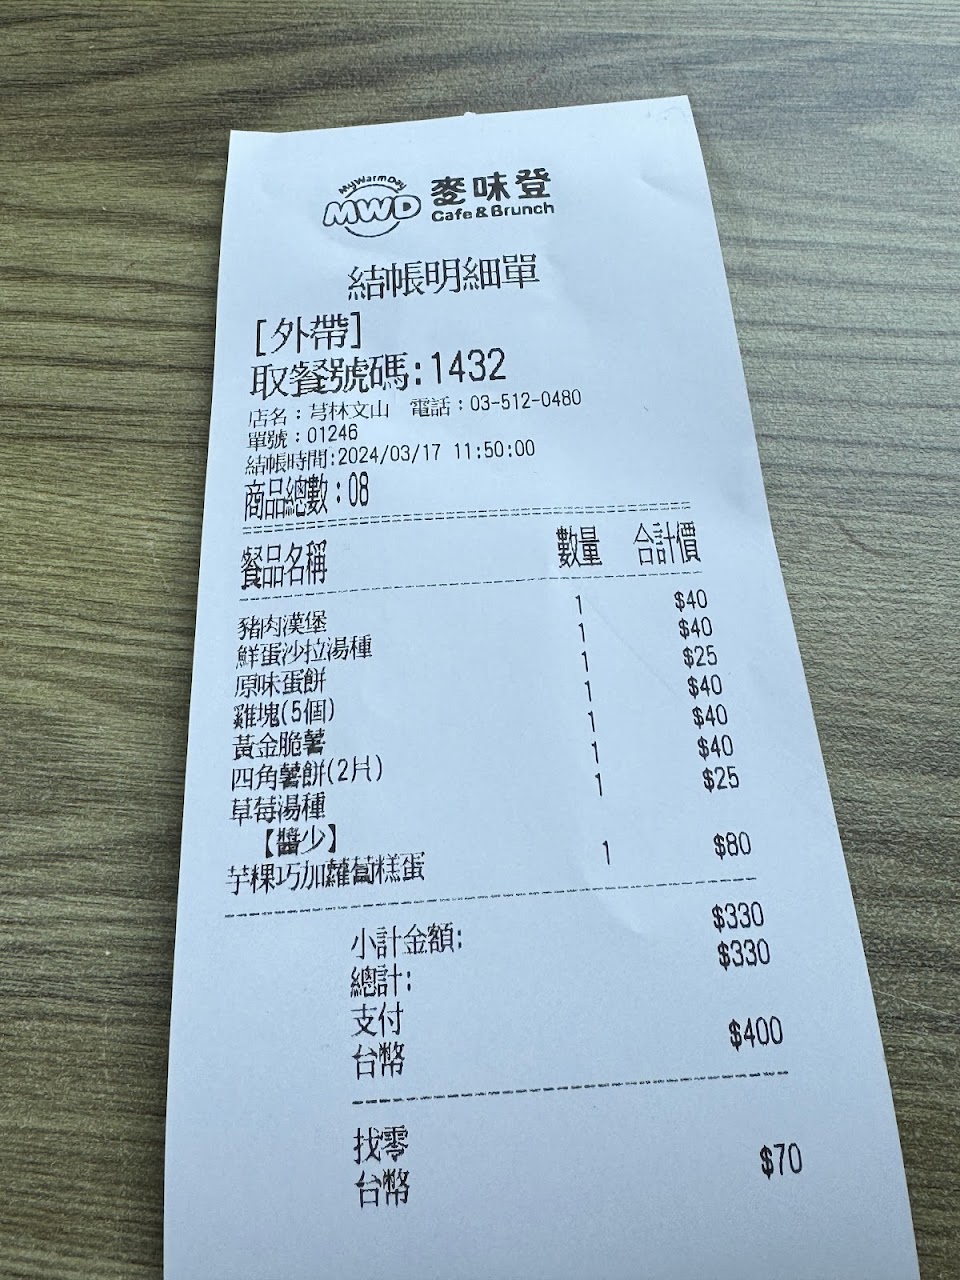 My Warm Day
MWD 麥味登
Cafe & Brunch
結帳明細單
[外帶]
取餐號碼:1432
店名：芎林文山 電話：03-512-0480
單號：01246
結帳時間:2024/03/17 11:50:00
商品總數：08
餐品名稱 數量 合計價
豬肉漢堡 1 $40
鮮蛋沙拉湯種 1 $40
原味蛋餅 1 $25
雞塊(5個) 1 $40
黃金脆薯 1 $40
四角薯餅(2片) 1 $40
草莓湯種 1 $25
【醬少】
芋粿巧加蘿蔔糕蛋 1 $80
小計金額: $330
總計: $330
支付
台幣 $400
找零
台幣 $70